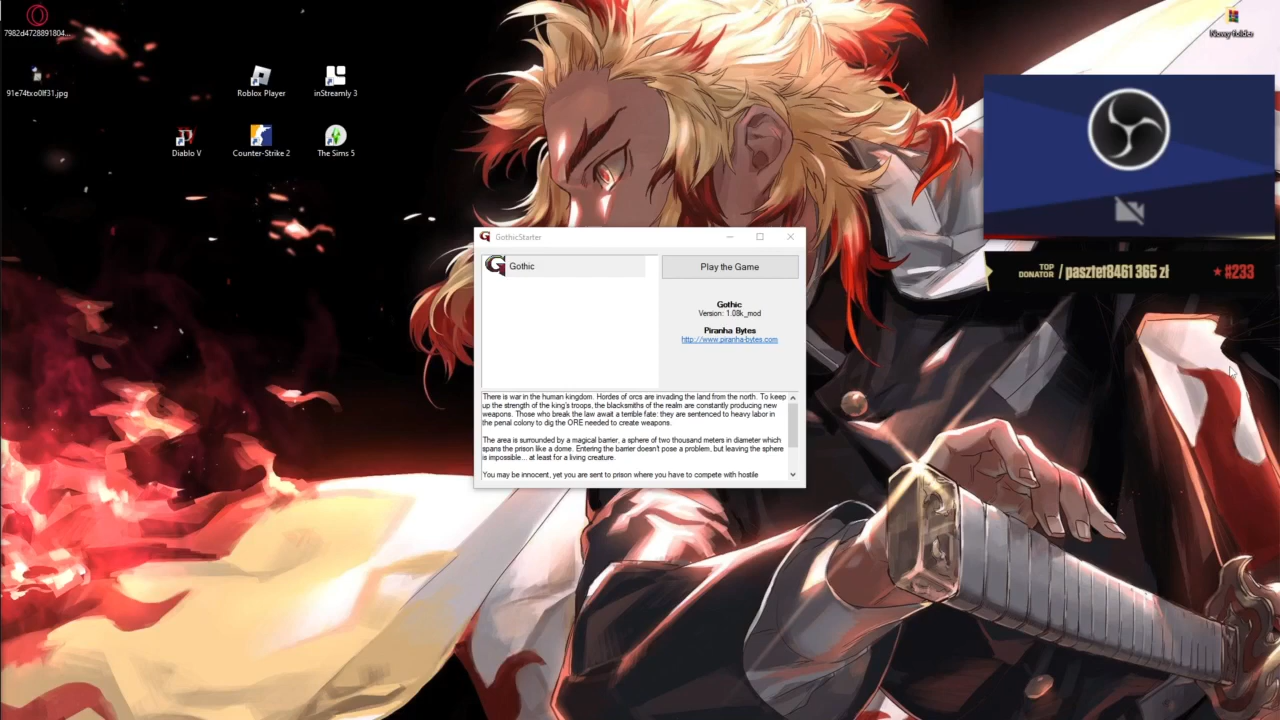 7982d4728891804...
Nowy folder
91e74txo0lf31.jpg
Roblox Player
inStreamly 3
Diablo V
Counter-Strike 2
The Sims 5
GothicStarter
Gothic
Play the Game
Gothic
Version: 1.08k_mod
Piranha Bytes
http://www.piranha-bytes.com
There is war in the human kingdom. Hordes of orcs are invading the land from the north. To keep
up the strength of the king's troops, the blacksmiths of the realm are constantly producing new
weapons. Those who break the law await a terrible fate: they are sentenced to heavy labor in
the penal colony to dig the ORE needed to create weapons.
The area is surrounded by a magical barrier, a sphere of two thousand meters in diameter which
spans the prison like a dome. Entering the barrier doesn't pose a problem, but leaving the sphere
is impossible... at least for a living creature.
You may be innocent, yet you are sent to prison where you have to compete with hostile
TOP
DONATOR / pasztet8461 365 zł
#233